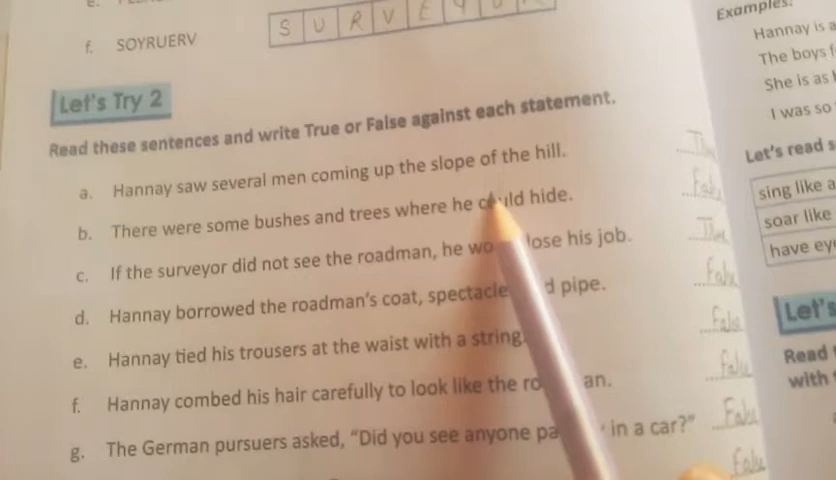 e.
f. SOYRUERV S U R V E Y
Let's Try 2
Read these sentences and write True or False against each statement.
a. Hannay saw several men coming up the slope of the hill. True
b. There were some bushes and trees where he could hide. False
c. If the surveyor did not see the roadman, he lose his job. True
d. Hannay borrowed the roadman's coat, pipe. False
e. Hannay tied his trousers at the waist with a string. False
f. Hannay combed his hair carefully to look like the False
g. The German pursuers asked, "Did you see anyone in a car?" False
False
Examples:
Hannay is a
The boys f
She is as
I was so
Let's read s
sing like a
soar like
have ey
Let's
Read
with